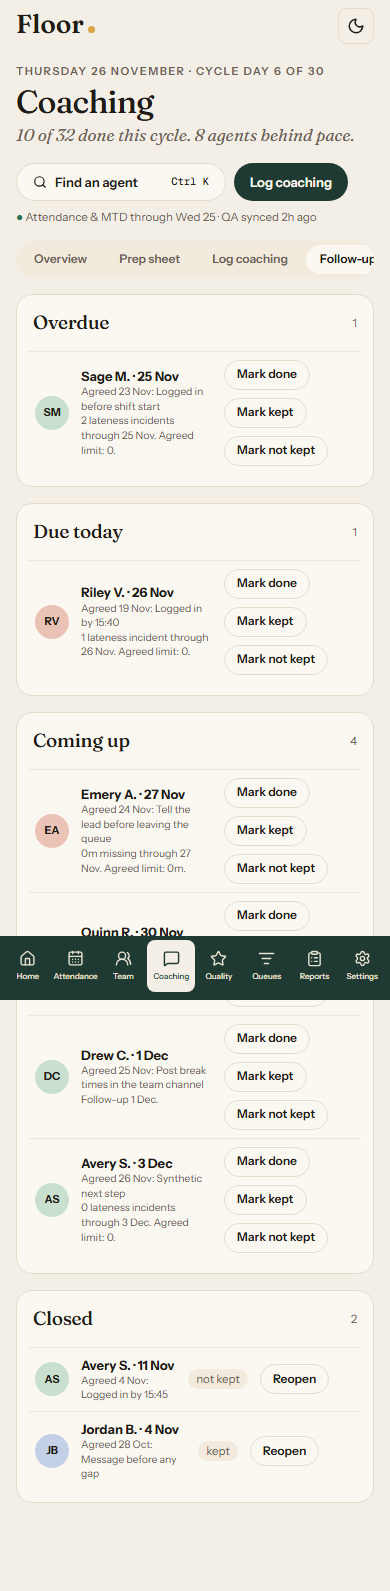 Floor
THURSDAY 26 NOVEMBER · CYCLE DAY 6 OF 30
Coaching
10 of 32 done this cycle. 8 agents behind pace.
Find an agent Ctrl K
Log coaching
Attendance & MTD through Wed 25 · QA synced 2h ago
Overview Prep sheet Log coaching Follow-up
Overdue 1
SM
Sage M. · 25 Nov
Agreed 23 Nov: Logged in
before shift start
2 lateness incidents
through 25 Nov. Agreed
limit: 0.
Mark done
Mark kept
Mark not kept
Due today 1
RV
Riley V. · 26 Nov
Agreed 19 Nov: Logged in
by 15:40
1 lateness incident through
26 Nov. Agreed limit: 0.
Mark done
Mark kept
Mark not kept
Coming up 4
EA
Emery A. · 27 Nov
Agreed 24 Nov: Tell the
lead before leaving the
queue
0m missing through 27
Nov. Agreed limit: 0m.
Mark done
Mark kept
Mark not kept
Quinn R. · 30 Nov
Mark done
Home Attendance Team Coaching Quality Queues Reports Settings
DC
Drew C. · 1 Dec
Agreed 25 Nov: Post break
times in the team channel
Follow-up 1 Dec.
Mark done
Mark kept
Mark not kept
AS
Avery S. · 3 Dec
Agreed 26 Nov: Synthetic
next step
0 lateness incidents
through 3 Dec. Agreed
limit: 0.
Mark done
Mark kept
Mark not kept
Closed 2
AS
Avery S. · 11 Nov
Agreed 4 Nov:
Logged in by 15:45
not kept
Reopen
JB
Jordan B. · 4 Nov
Agreed 28 Oct:
Message before any
gap
kept
Reopen